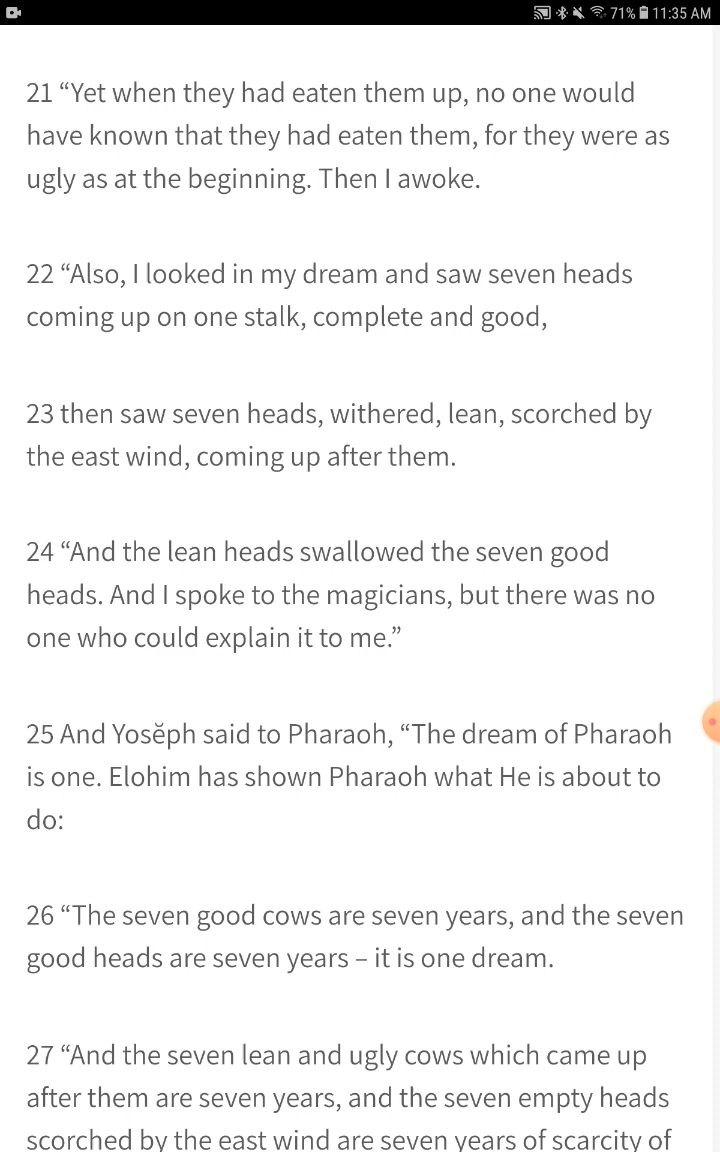 71% 11:35 AM
21 “Yet when they had eaten them up, no one would
have known that they had eaten them, for they were as
ugly as at the beginning. Then I awoke.
22 “Also, I looked in my dream and saw seven heads
coming up on one stalk, complete and good,
23 then saw seven heads, withered, lean, scorched by
the east wind, coming up after them.
24 “And the lean heads swallowed the seven good
heads. And I spoke to the magicians, but there was no
one who could explain it to me.”
25 And Yosĕph said to Pharaoh, “The dream of Pharaoh
is one. Elohim has shown Pharaoh what He is about to
do:
26 “The seven good cows are seven years, and the seven
good heads are seven years – it is one dream.
27 “And the seven lean and ugly cows which came up
after them are seven years, and the seven empty heads
scorched by the east wind are seven years of scarcity of